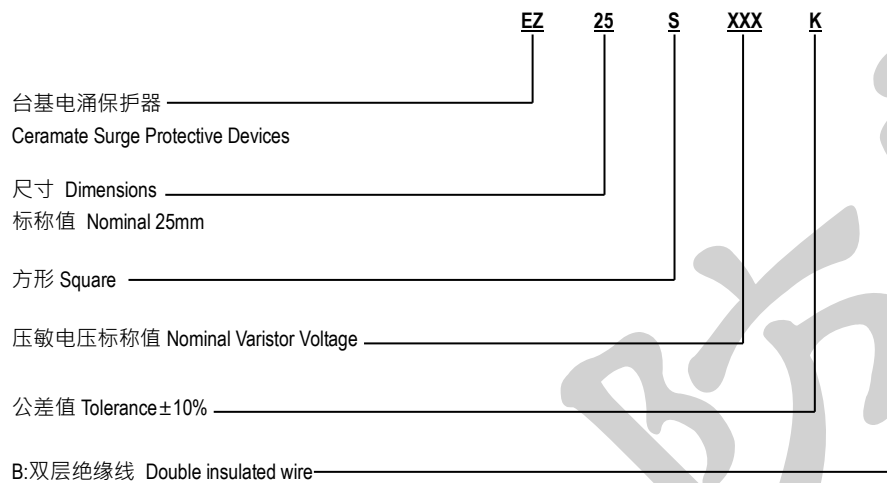 EZ 25 S XXX K
台基电涌保护器
Ceramate Surge Protective Devices
尺寸 Dimensions
标称值 Nominal 25mm
方形 Square
压敏电压标称值 Nominal Varistor Voltage
公差值 Tolerance±10%
B:双层绝缘线 Double insulated wire